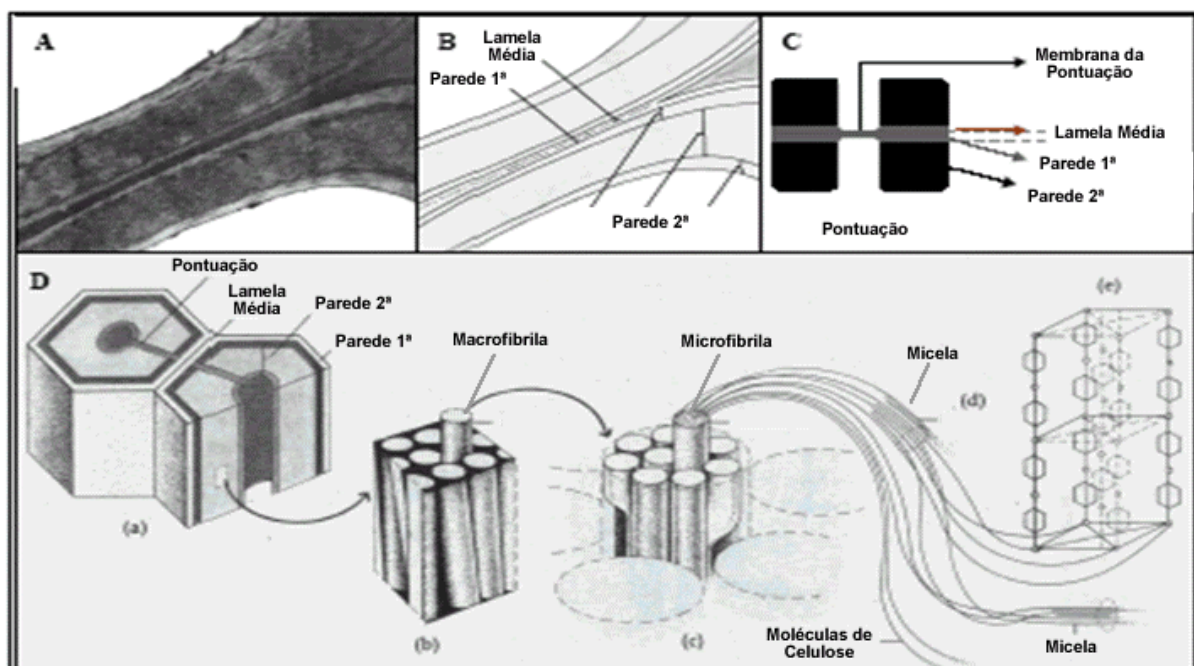 A
B
Lamela
Média
Parede 1ª
Parede 2ª
C
Membrana da
Pontuação
Lamela Média
Parede 1ª
Parede 2ª
Pontuação
D
Pontuação
Lamela
Média
Parede 2ª
Parede 1ª
(a)
Macrofibrila
(b)
Microfibrila
(c)
Micela
(d)
(e)
Moléculas de
Celulose
Micela